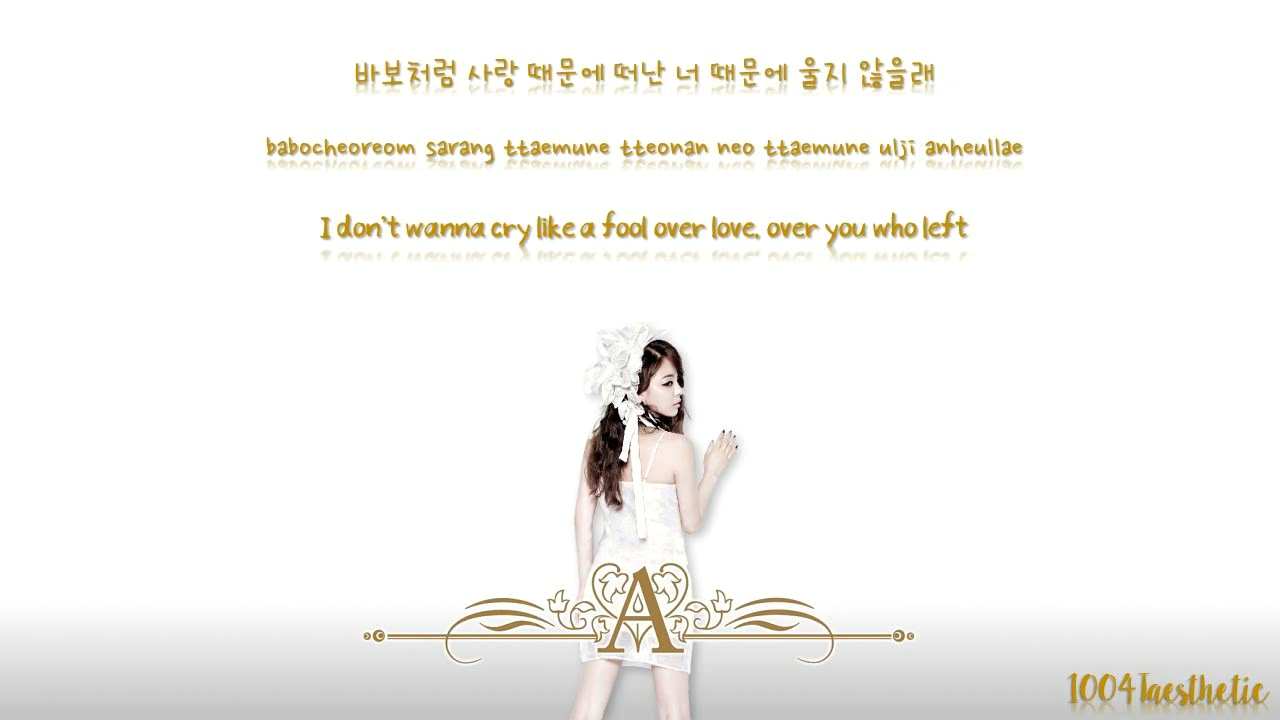 바보처럼 사랑 때문에 떠난 너 때문에 울지 않을래
babocheoreom sarang ttaemune tteonan neo ttaemune ulji anheullae
I don't wanna cry like a fool over love, over you who left
A
1004Taesthetic